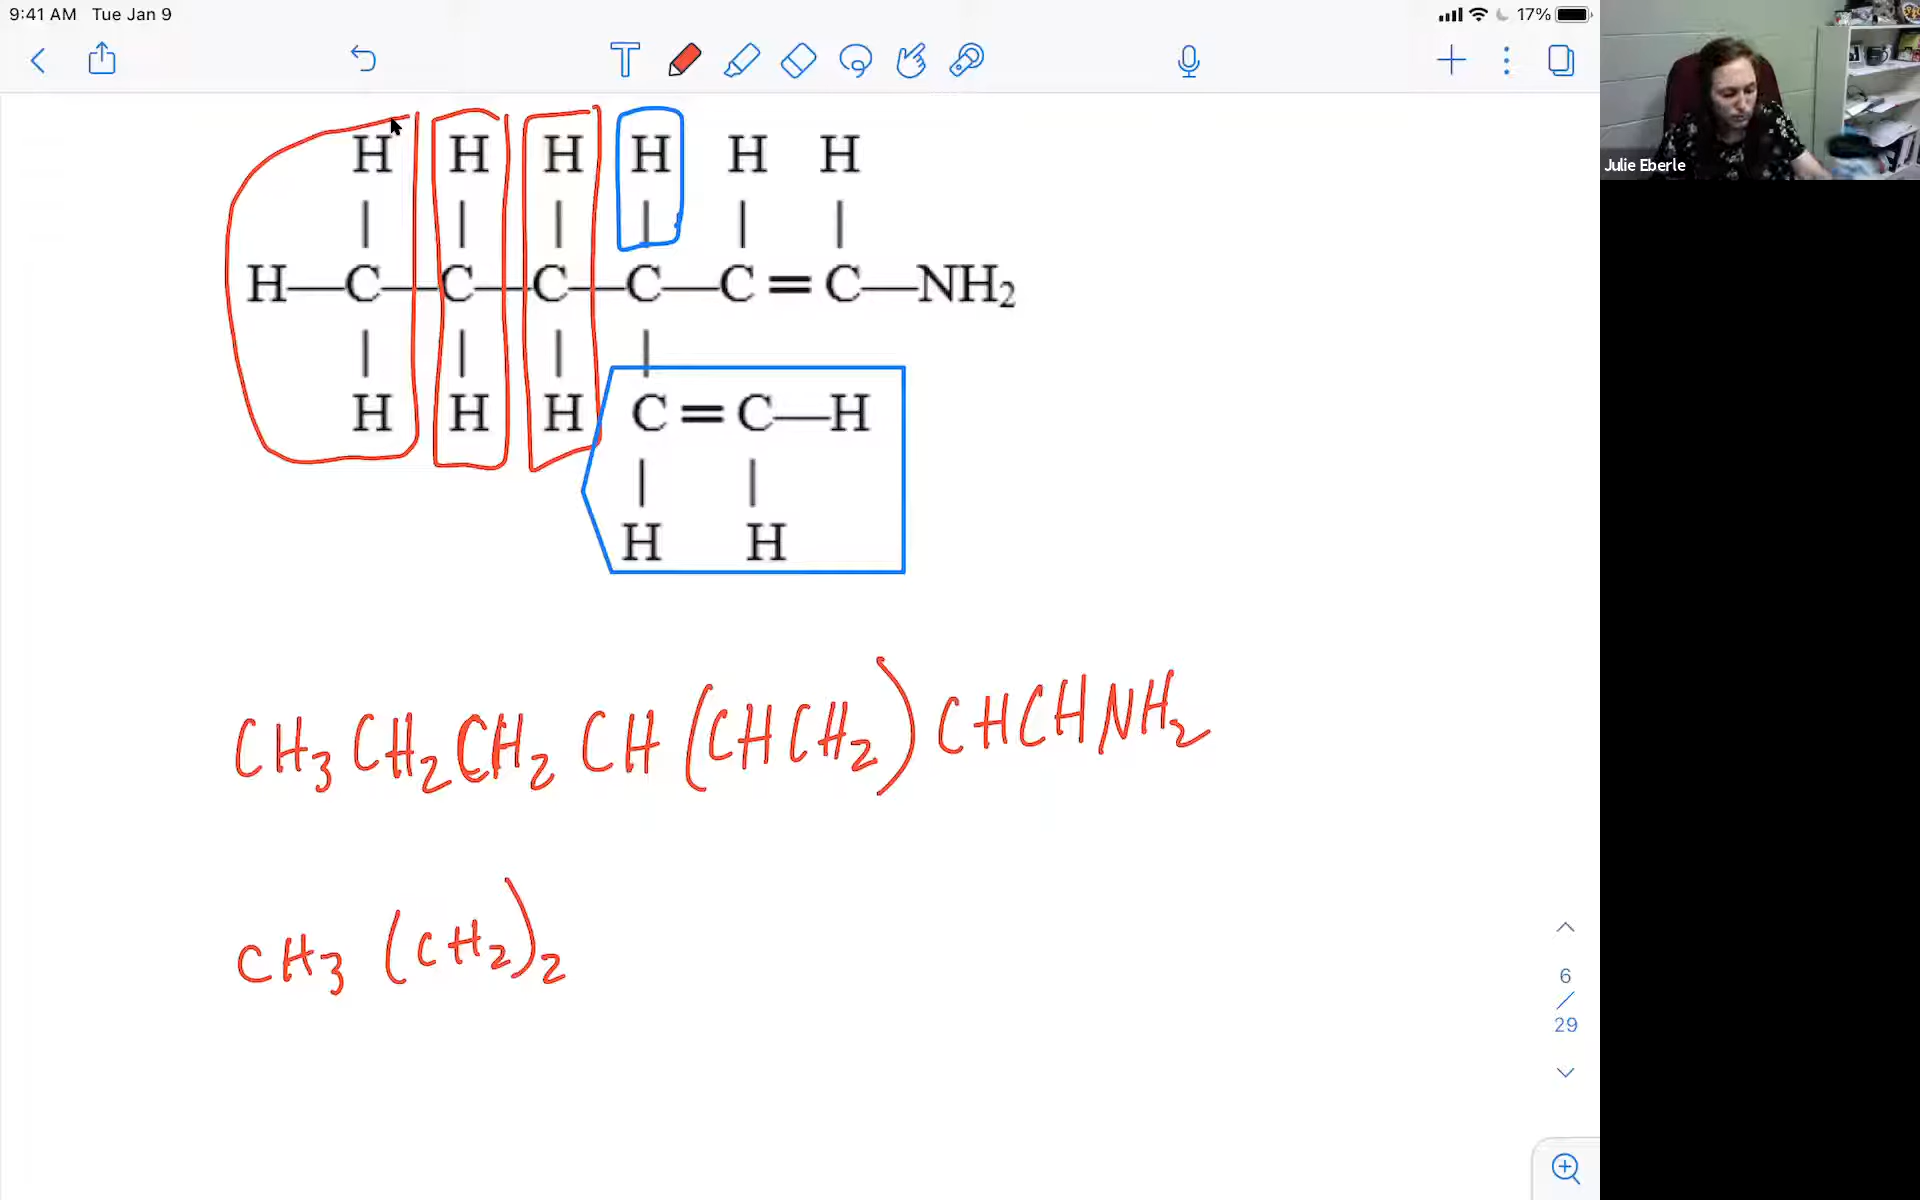 9:41 AM Tue Jan 9
17%
T
Julie Eberle
H H H H H H
H—C—C—C—C—C=C—NH₂
H H H C=C—H
H H
CH₃CH₂CH₂CH(CHCH₂)CHCHNH₂
CH₃(CH₂)₂
6
/
29